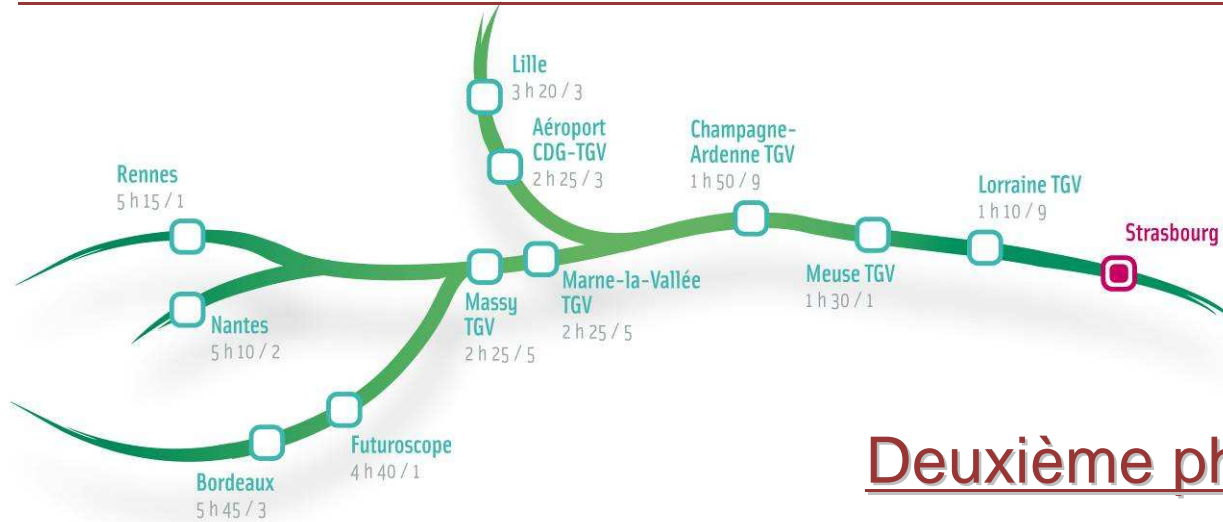 Lille
3 h 20 / 3
Aéroport
CDG-TGV
2 h 25 / 3
Champagne-
Ardenne TGV
1 h 50 / 9
Rennes
5 h 15 / 1
Lorraine TGV
1 h 10 / 9
Strasbourg
Nantes
5 h 10 / 2
Massy
TGV
2 h 25 / 5
Marne-la-Vallée
TGV
2 h 25 / 5
Meuse TGV
1 h 30 / 1
Futuroscope
4 h 40 / 1
Bordeaux
5 h 45 / 3
Deuxième ph